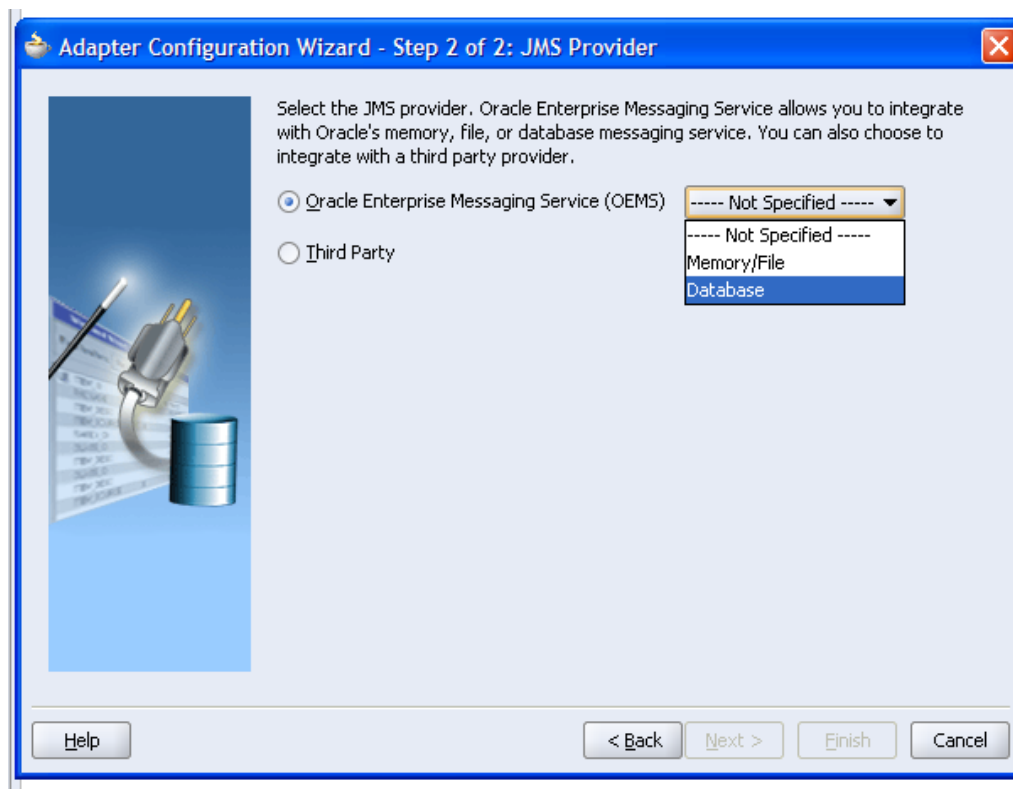 Adapter Configuration Wizard - Step 2 of 2: JMS Provider
Select the JMS provider. Oracle Enterprise Messaging Service allows you to integrate
with Oracle's memory, file, or database messaging service. You can also choose to
integrate with a third party provider.
Oracle Enterprise Messaging Service (OEMS)
----- Not Specified -----
----- Not Specified -----
Third Party
Memory/File
Database
Help
< Back
Next >
Finish
Cancel